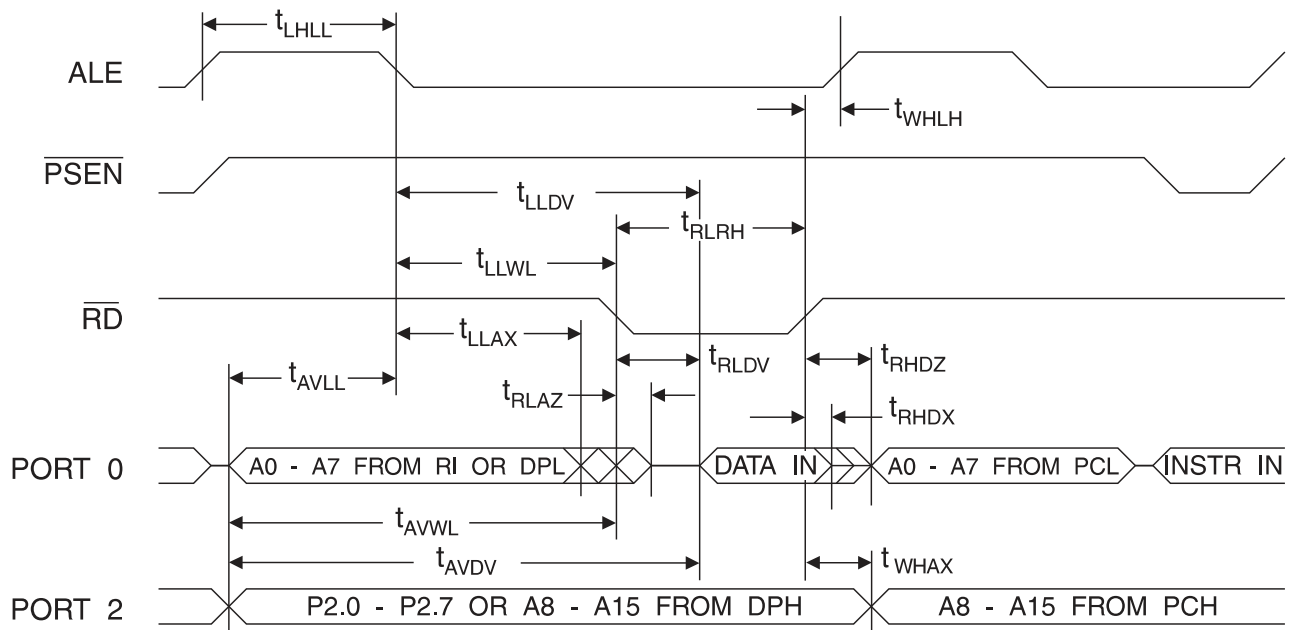 tLHLL
ALE
tWHLH
PSEN
tLLDV
tRLRH
tLLWL
RD
tLLAX
tRLDV
tRHDZ
tAVLL
tRLAZ
tRHDX
PORT 0
A0 - A7 FROM RI OR DPL
DATA IN
A0 - A7 FROM PCL
INSTR IN
tAVWL
tAVDV
tWHAX
PORT 2
P2.0 - P2.7 OR A8 - A15 FROM DPH
A8 - A15 FROM PCH